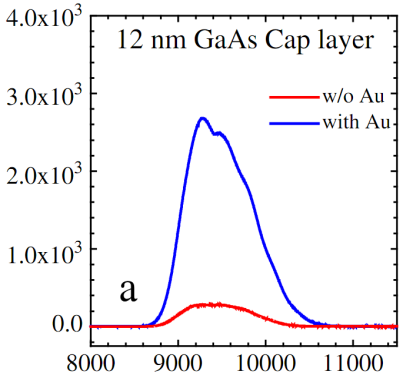 4.0x10³
12 nm GaAs Cap layer
3.0x10³
w/o Au
with Au
2.0x10³
1.0x10³
a
0.0
8000 9000 10000 11000